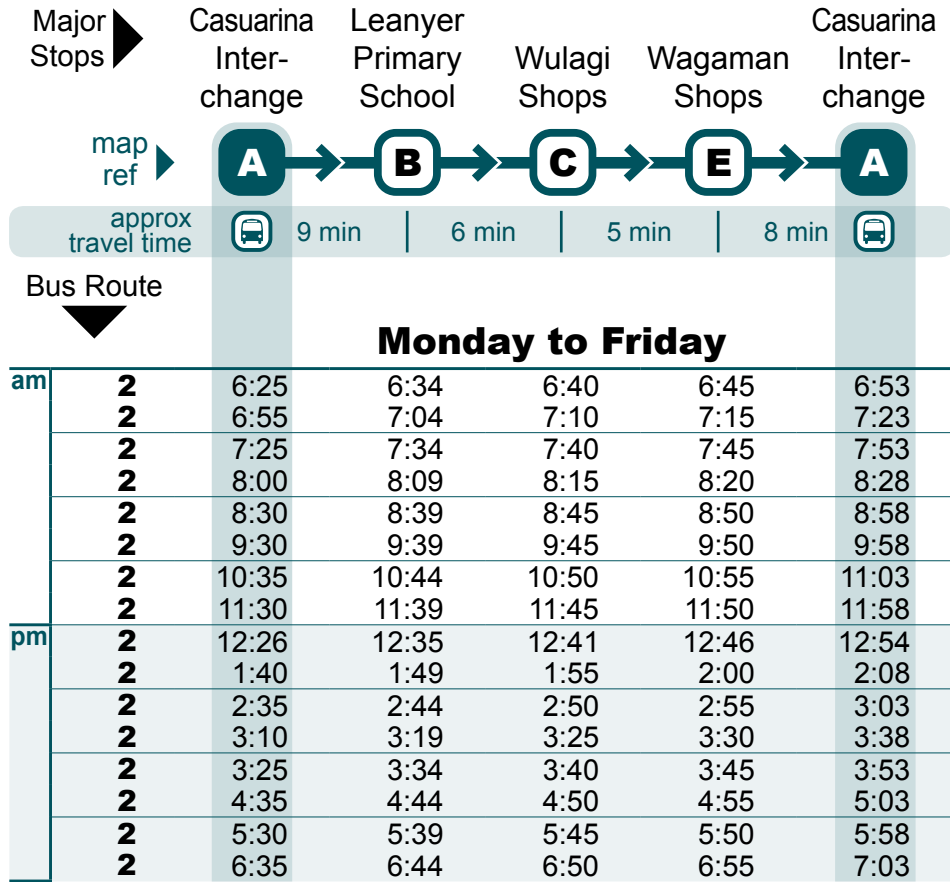 Major Stops
Casuarina Inter-change
Leanyer Primary School
Wulagi Shops
Wagaman Shops
Casuarina Inter-change
map ref
A B C E A
approx travel time
9 min 6 min 5 min 8 min
Bus Route
Monday to Friday
am 2 6:25 6:34 6:40 6:45 6:53
2 6:55 7:04 7:10 7:15 7:23
2 7:25 7:34 7:40 7:45 7:53
2 8:00 8:09 8:15 8:20 8:28
2 8:30 8:39 8:45 8:50 8:58
2 9:30 9:39 9:45 9:50 9:58
2 10:35 10:44 10:50 10:55 11:03
2 11:30 11:39 11:45 11:50 11:58
pm 2 12:26 12:35 12:41 12:46 12:54
2 1:40 1:49 1:55 2:00 2:08
2 2:35 2:44 2:50 2:55 3:03
2 3:10 3:19 3:25 3:30 3:38
2 3:25 3:34 3:40 3:45 3:53
2 4:35 4:44 4:50 4:55 5:03
2 5:30 5:39 5:45 5:50 5:58
2 6:35 6:44 6:50 6:55 7:03